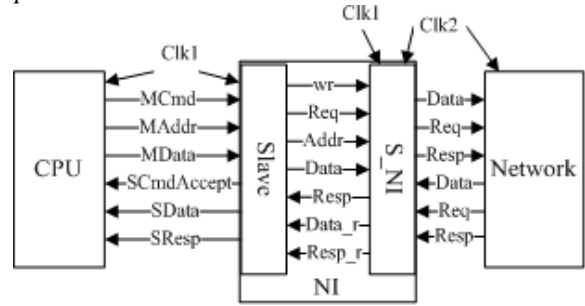 Clk1
Clk1
Clk2
CPU
MCmd
MAddr
MData
SCmdAccept
SData
SResp
Slave
wr
Req
Addr
Data
Resp
Data_r
Resp_r
S_NI
NI
Data
Req
Resp
Data
Req
Resp
Network